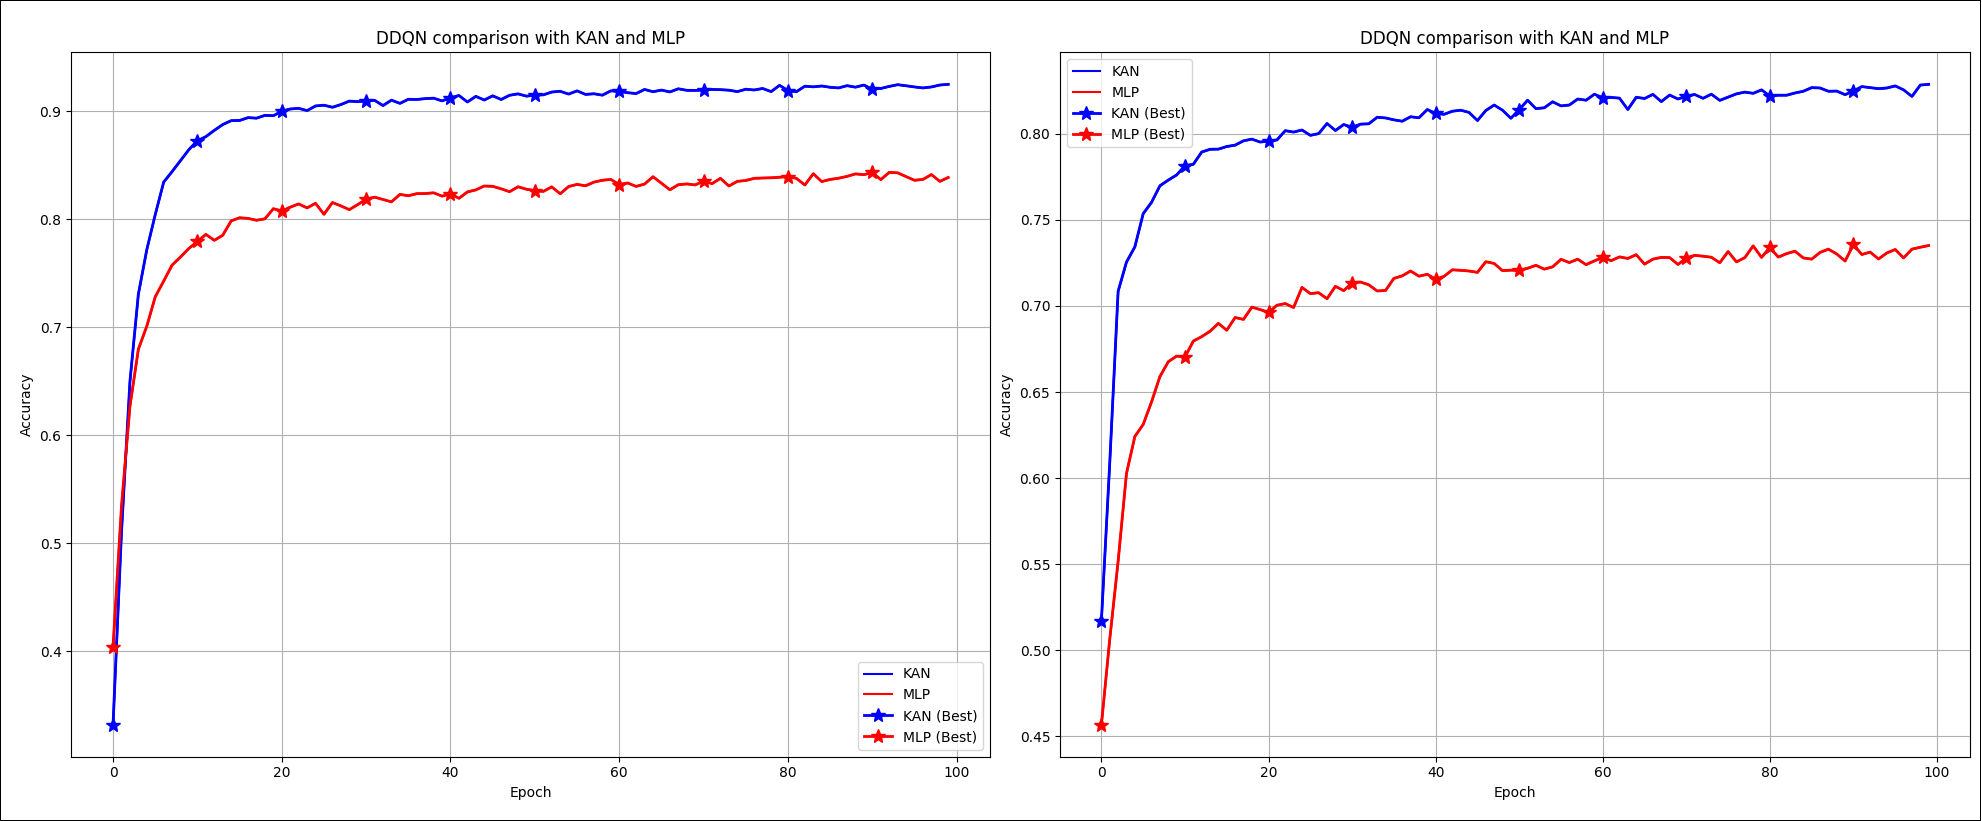 DDQN comparison with KAN and MLP
0.9
0.8
0.7
0.6
0.5
0.4
Accuracy
0
20
40
60
80
100
Epoch
KAN
MLP
KAN (Best)
MLP (Best)
DDQN comparison with KAN and MLP
KAN
MLP
KAN (Best)
MLP (Best)
0.80
0.75
0.70
0.65
0.60
0.55
0.50
0.45
Accuracy
0
20
40
60
80
100
Epoch